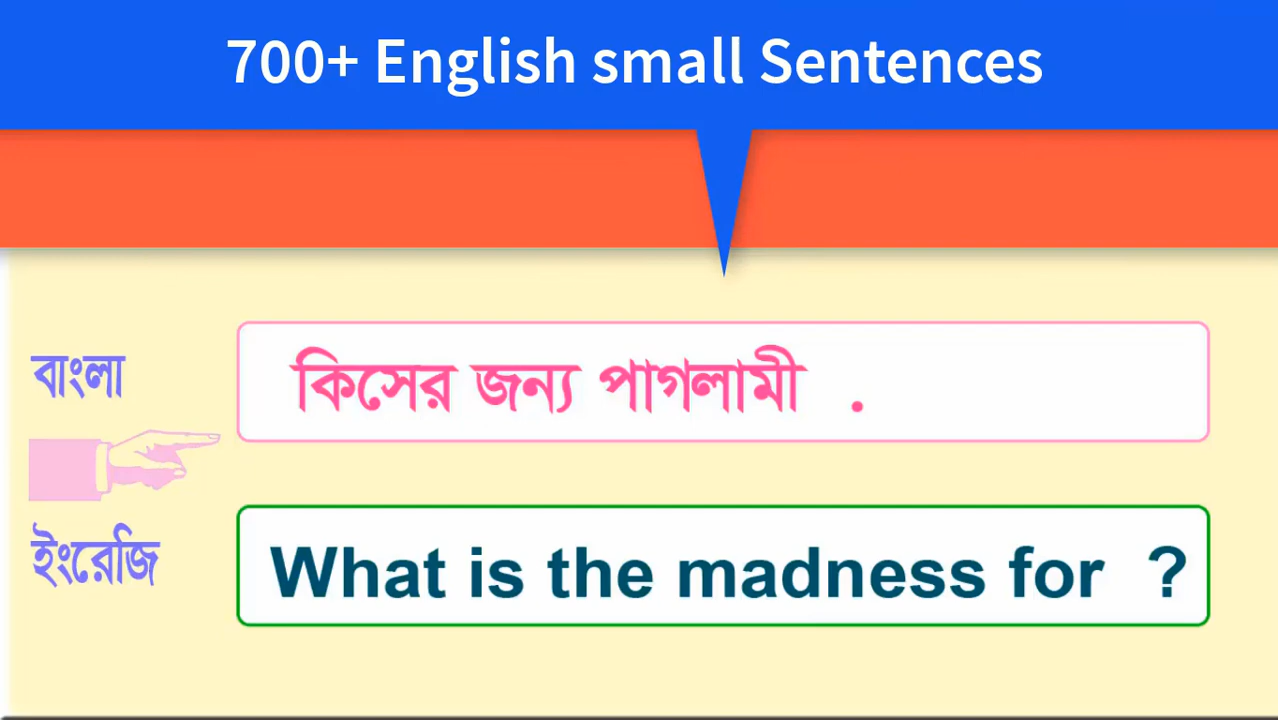 700+ English small Sentences
বাংলা
কিসের জন্য পাগলামী .
ইংরেজি
What is the madness for ?